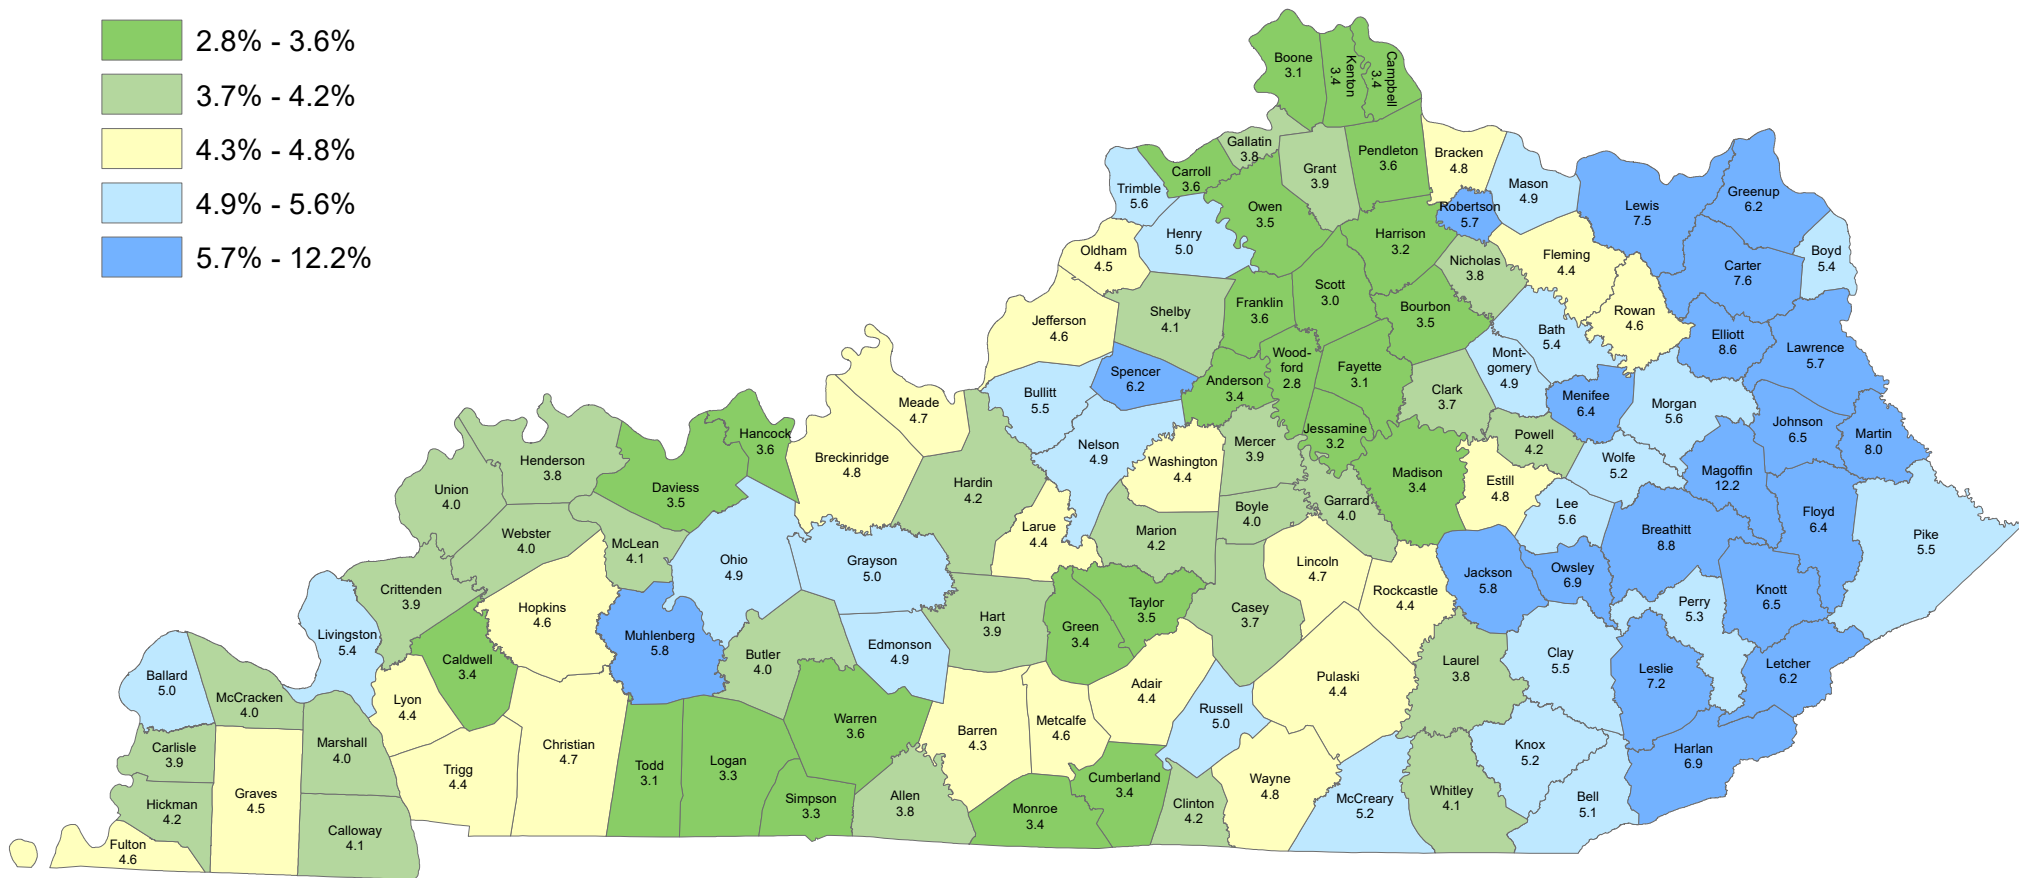 2.8% - 3.6%
3.7% - 4.2%
4.3% - 4.8%
4.9% - 5.6%
5.7% - 12.2%
Boone
3.1
Kenton
3.4
Campbell
3.4
Gallatin
3.8
Grant
3.9
Pendleton
3.6
Bracken
4.8
Mason
4.9
Lewis
7.5
Greenup
6.2
Carroll
3.6
Trimble
5.6
Owen
3.5
Robertson
5.7
Henry
5.0
Harrison
3.2
Oldham
4.5
Nicholas
3.8
Fleming
4.4
Carter
7.6
Boyd
5.4
Scott
3.0
Franklin
3.6
Shelby
4.1
Jefferson
4.6
Bourbon
3.5
Rowan
4.6
Bath
5.4
Elliott
8.6
Lawrence
5.7
Wood-
ford
2.8
Fayette
3.1
Mont-
gomery
4.9
Spencer
6.2
Anderson
3.4
Clark
3.7
Bullitt
5.5
Menifee
6.4
Morgan
5.6
Meade
4.7
Jessamine
3.2
Johnson
6.5
Martin
8.0
Hancock
3.6
Breckinridge
4.8
Nelson
4.9
Washington
4.4
Mercer
3.9
Powell
4.2
Wolfe
5.2
Magoffin
12.2
Henderson
3.8
Daviess
3.5
Union
4.0
Hardin
4.2
Madison
3.4
Estill
4.8
Garrard
4.0
Boyle
4.0
Lee
5.6
Floyd
6.4
Larue
4.4
Marion
4.2
Breathitt
8.8
Pike
5.5
Webster
4.0
McLean
4.1
Ohio
4.9
Grayson
5.0
Lincoln
4.7
Rockcastle
4.4
Jackson
5.8
Owsley
6.9
Knott
6.5
Crittenden
3.9
Hopkins
4.6
Perry
5.3
Taylor
3.5
Casey
3.7
Hart
3.9
Green
3.4
Livingston
5.4
Muhlenberg
5.8
Butler
4.0
Edmonson
4.9
Caldwell
3.4
Clay
5.5
Laurel
3.8
Leslie
7.2
Letcher
6.2
Ballard
5.0
McCracken
4.0
Lyon
4.4
Adair
4.4
Pulaski
4.4
Russell
5.0
Warren
3.6
Barren
4.3
Metcalfe
4.6
Carlisle
3.9
Marshall
4.0
Christian
4.7
Knox
5.2
Harlan
6.9
Trigg
4.4
Todd
3.1
Logan
3.3
Cumberland
3.4
Wayne
4.8
Graves
4.5
Hickman
4.2
Simpson
3.3
Allen
3.8
Monroe
3.4
Clinton
4.2
McCreary
5.2
Whitley
4.1
Bell
5.1
Calloway
4.1
Fulton
4.6